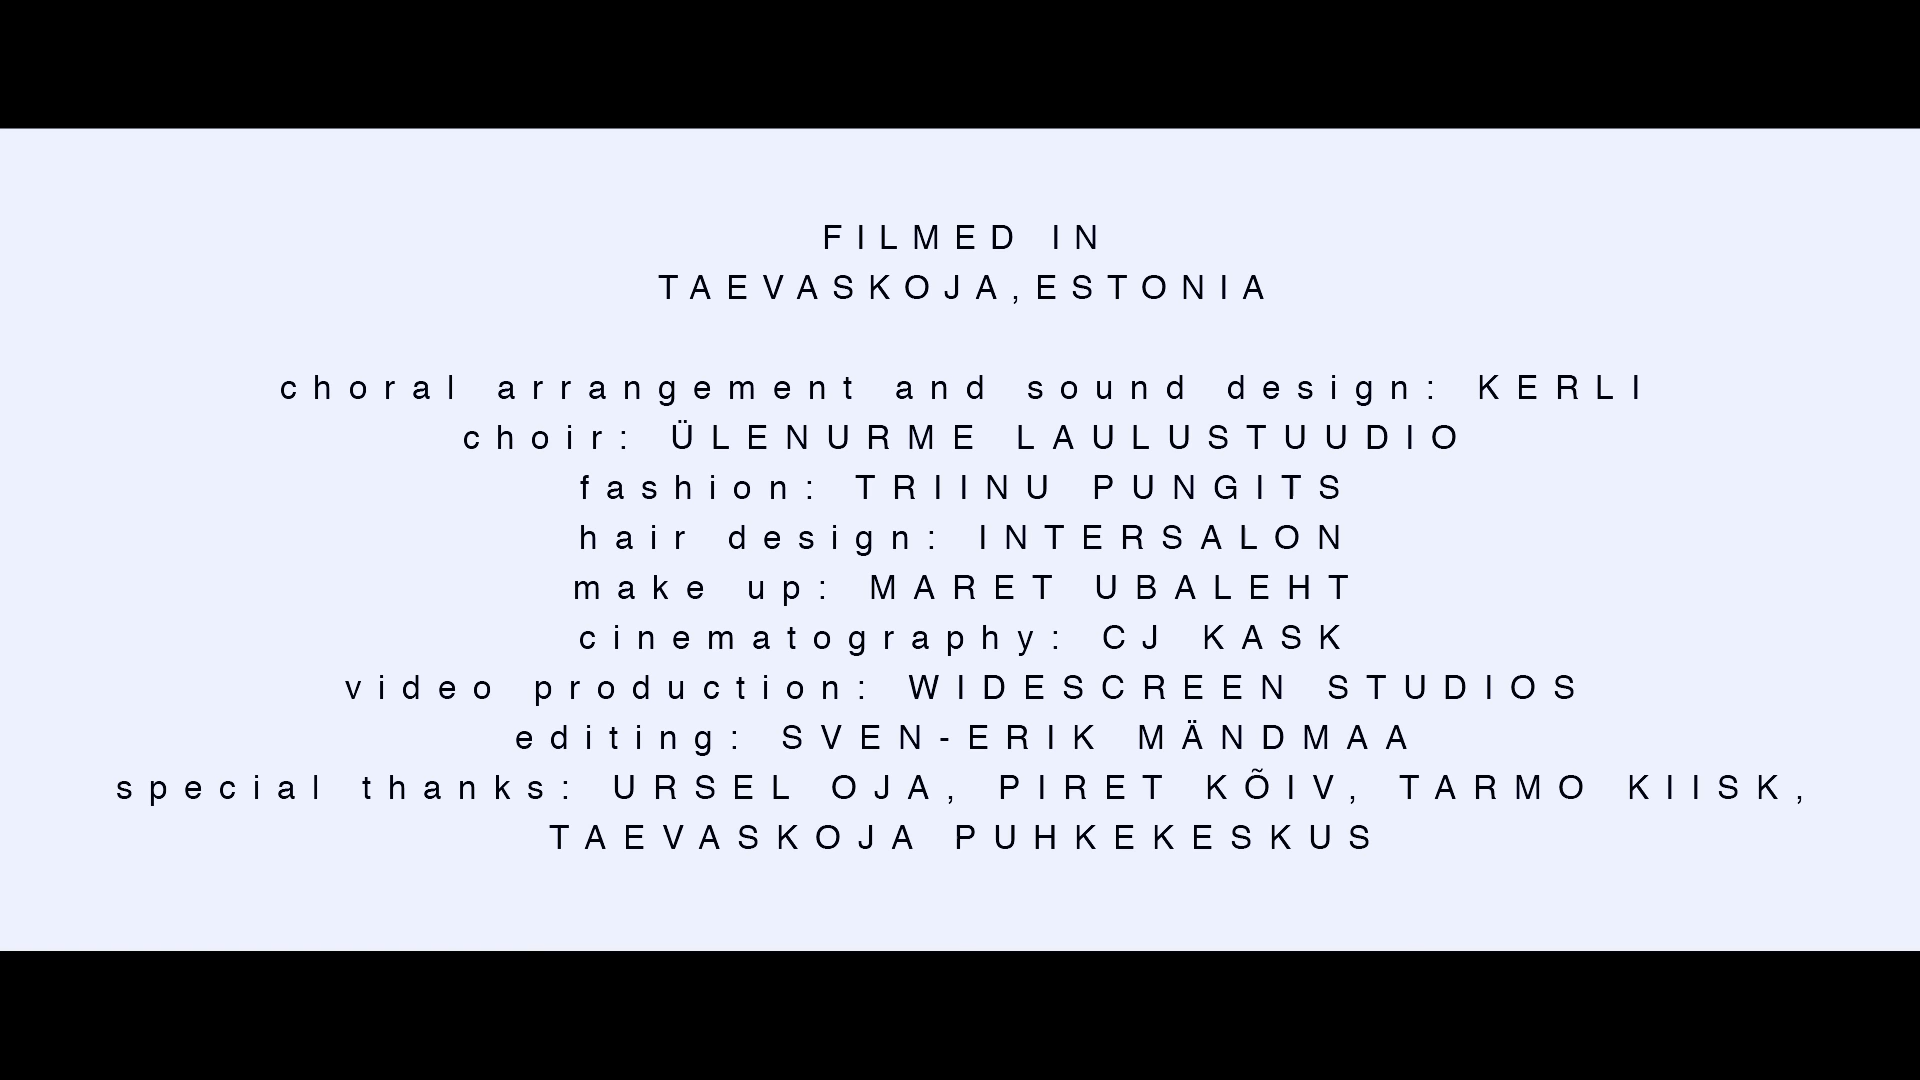 FILMED IN
TAEVASKOJA,ESTONIA
choral arrangement and sound design: KERLI
choir: ÜLENURME LAULUSTUUDIO
fashion: TRIINU PUNGITS
hair design: INTERSALON
make up: MARET UBALEHT
cinematography: CJ KASK
video production: WIDESCREEN STUDIOS
editing: SVEN-ERIK MÄNDMAA
special thanks: URSEL OJA, PIRET KÕIV, TARMO KIISK,
TAEVASKOJA PUHKEKESKUS